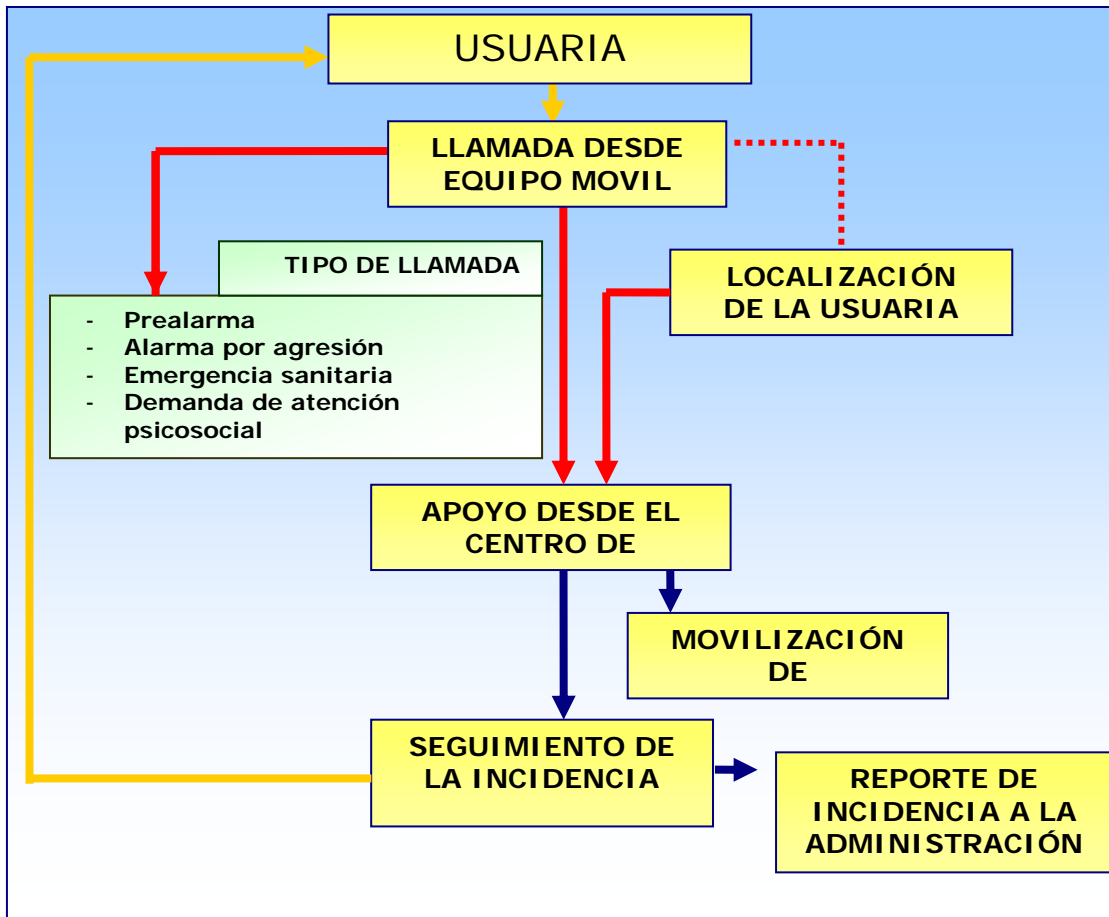 USUARIA
LLAMADA DESDE
EQUIPO MOVIL
TIPO DE LLAMADA
- Prealarma
- Alarma por agresión
- Emergencia sanitaria
- Demanda de atención
psicosocial
LOCALIZACIÓN
DE LA USUARIA
APOYO DESDE EL
CENTRO DE
MOVILIZACIÓN
DE
SEGUIMIENTO DE
LA INCIDENCIA
REPORTE DE
INCIDENCIA A LA
ADMINISTRACIÓN